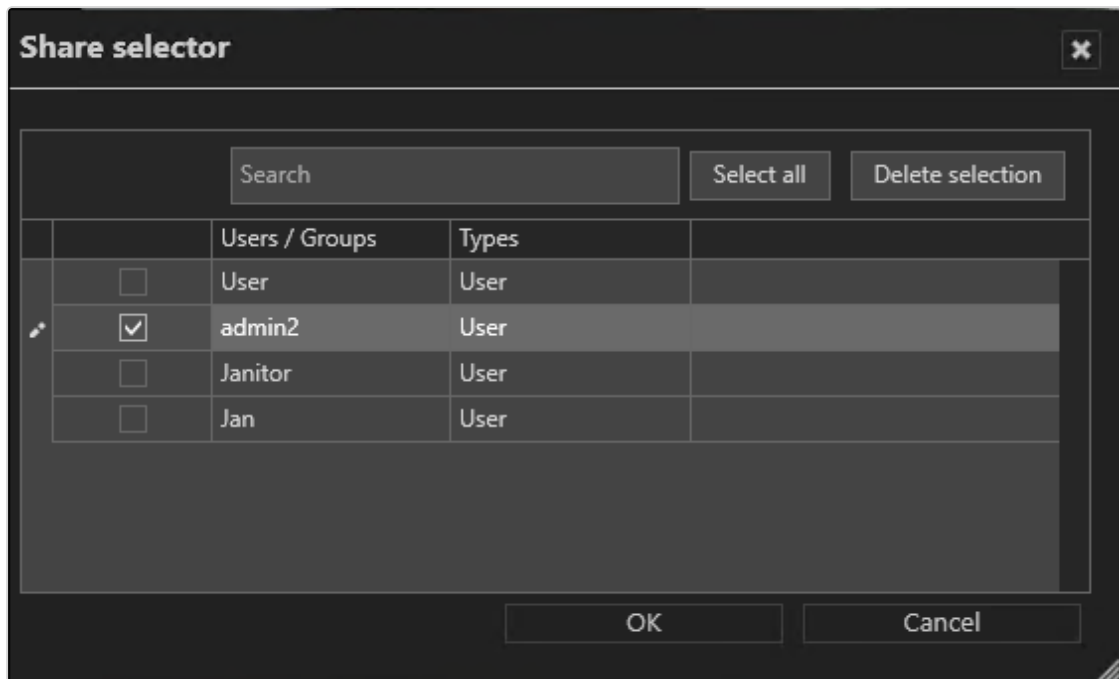 Share selector
Search Select all Delete selection
Users / Groups Types
User User
admin2 User
Janitor User
Jan User
OK Cancel